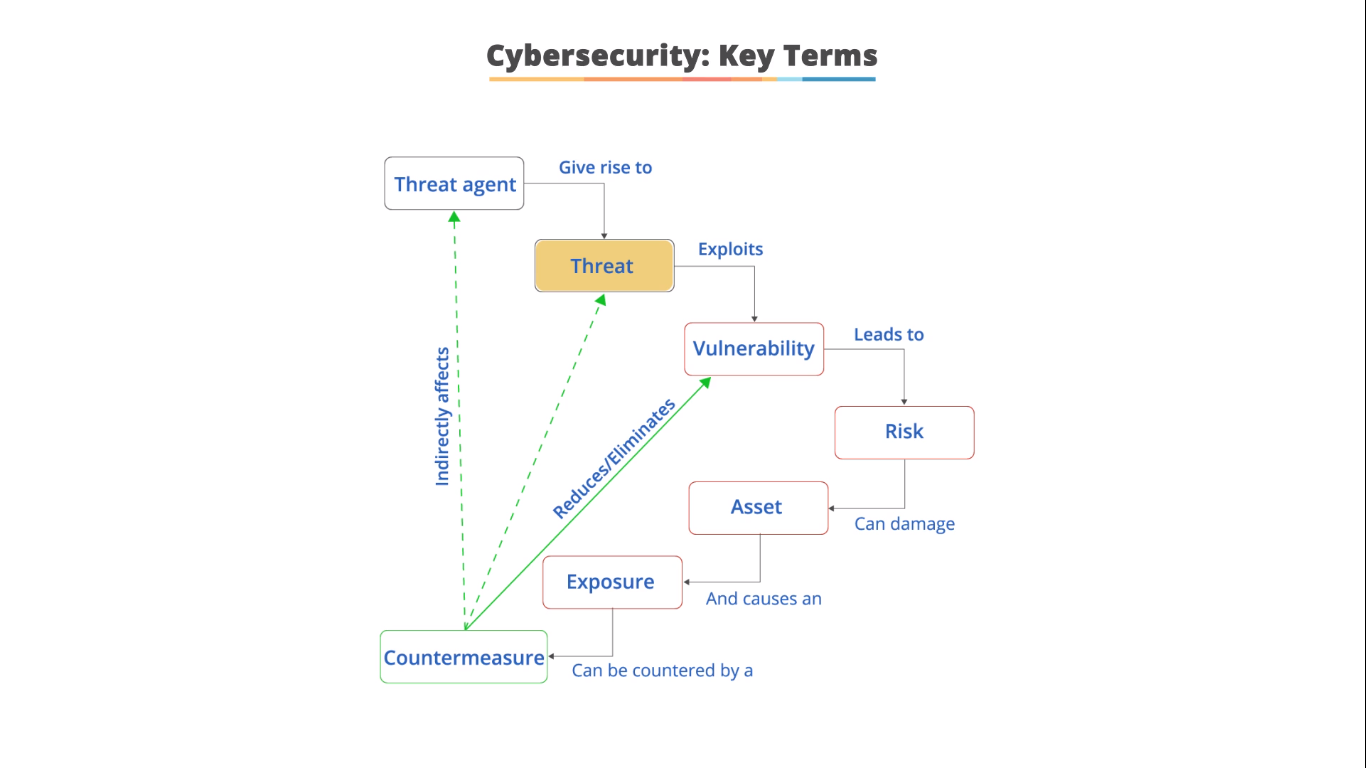 Cybersecurity: Key Terms
Threat agent
Give rise to
Threat
Exploits
Vulnerability
Leads to
Risk
Can damage
Asset
And causes an
Exposure
Can be countered by a
Countermeasure
Indirectly affects
Reduces/Eliminates